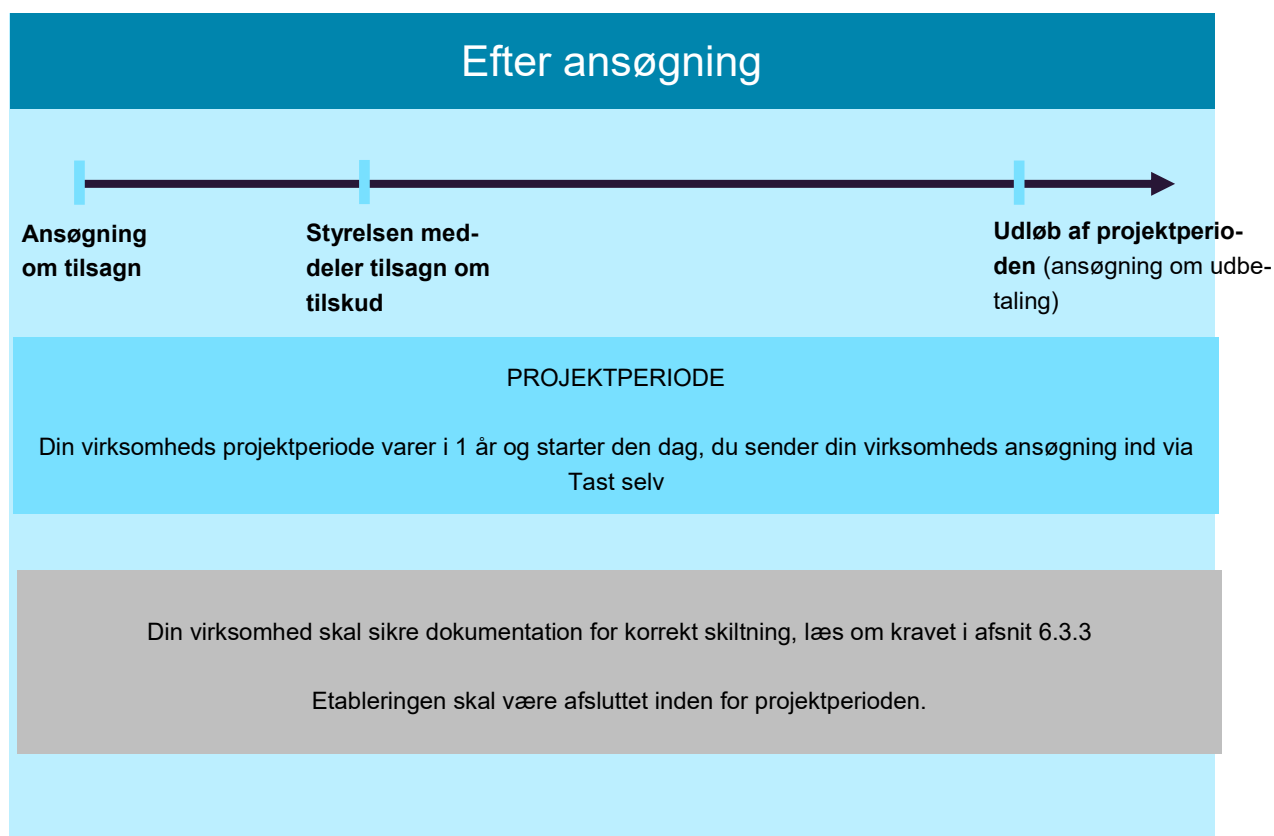 Efter ansøgning
Ansøgning
om tilsagn
Styrelsen med-
deler tilsagn om
tilskud
Udløb af projektperio-
den (ansøgning om udbe-
taling)
PROJEKTPERIODE
Din virksomheds projektperiode varer i 1 år og starter den dag, du sender din virksomheds ansøgning ind via
Tast selv
Din virksomhed skal sikre dokumentation for korrekt skiltning, læs om kravet i afsnit 6.3.3
Etableringen skal være afsluttet inden for projektperioden.